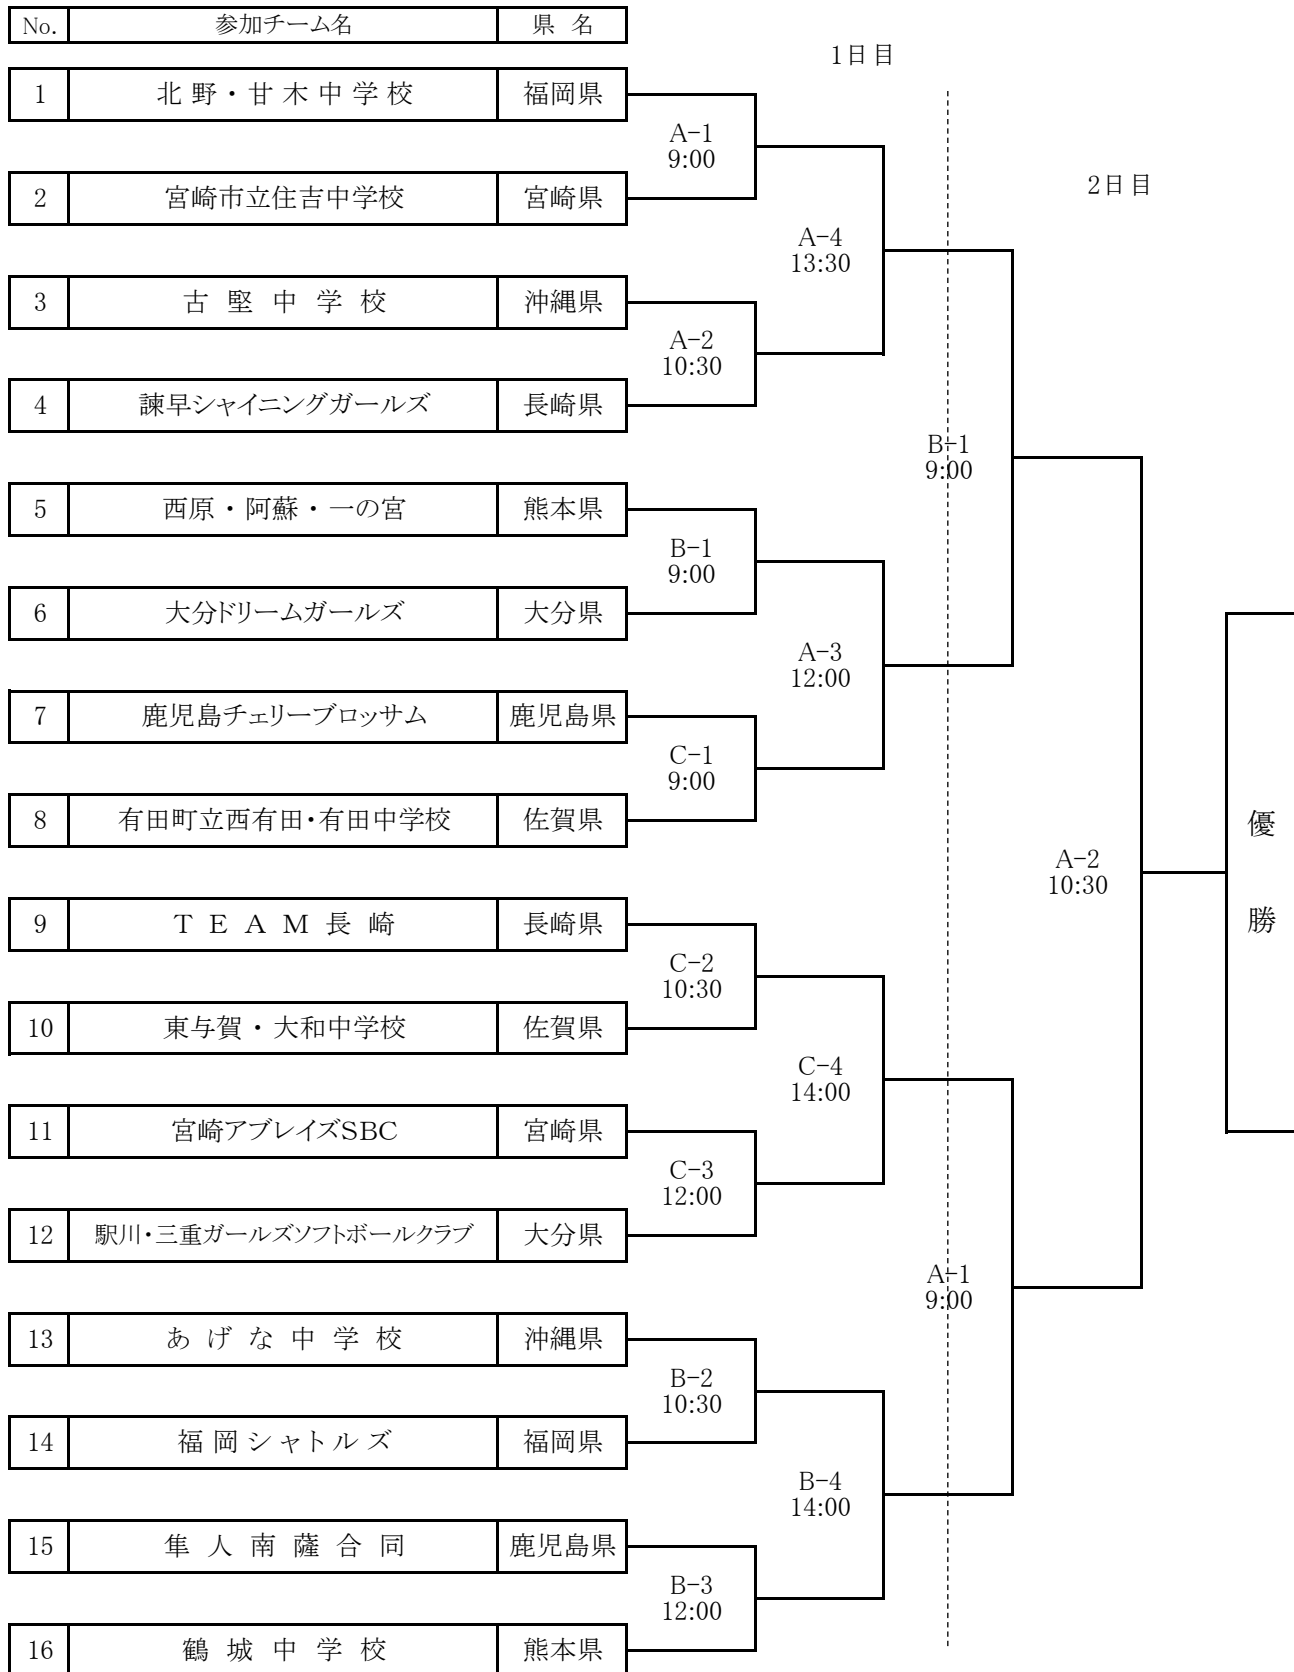 No. 参加チーム名 県 名
1日目
1 北野・甘木中学校 福岡県
A-1
9:00
2 宮崎市立住吉中学校 宮崎県
2日目
A-4
13:30
3 古堅中学校 沖縄県
A-2
10:30
4 諫早シャイニングガールズ 長崎県
B-1
9:00
5 西原・阿蘇・一の宮 熊本県
B-1
9:00
6 大分ドリームガールズ 大分県
A-3
12:00
7 鹿児島チェリーブロッサム 鹿児島県
C-1
9:00
8 有田町立西有田・有田中学校 佐賀県
優勝
A-2
10:30
9 TEAM長崎 長崎県
C-2
10:30
10 東与賀・大和中学校 佐賀県
C-4
14:00
11 宮崎アブレイズSBC 宮崎県
C-3
12:00
12 駅川・三重ガールズソフトボールクラブ 大分県
A-1
9:00
13 あげな中学校 沖縄県
B-2
10:30
14 福岡シャトルズ 福岡県
B-4
14:00
15 隼人南薩合同 鹿児島県
B-3
12:00
16 鶴城中学校 熊本県